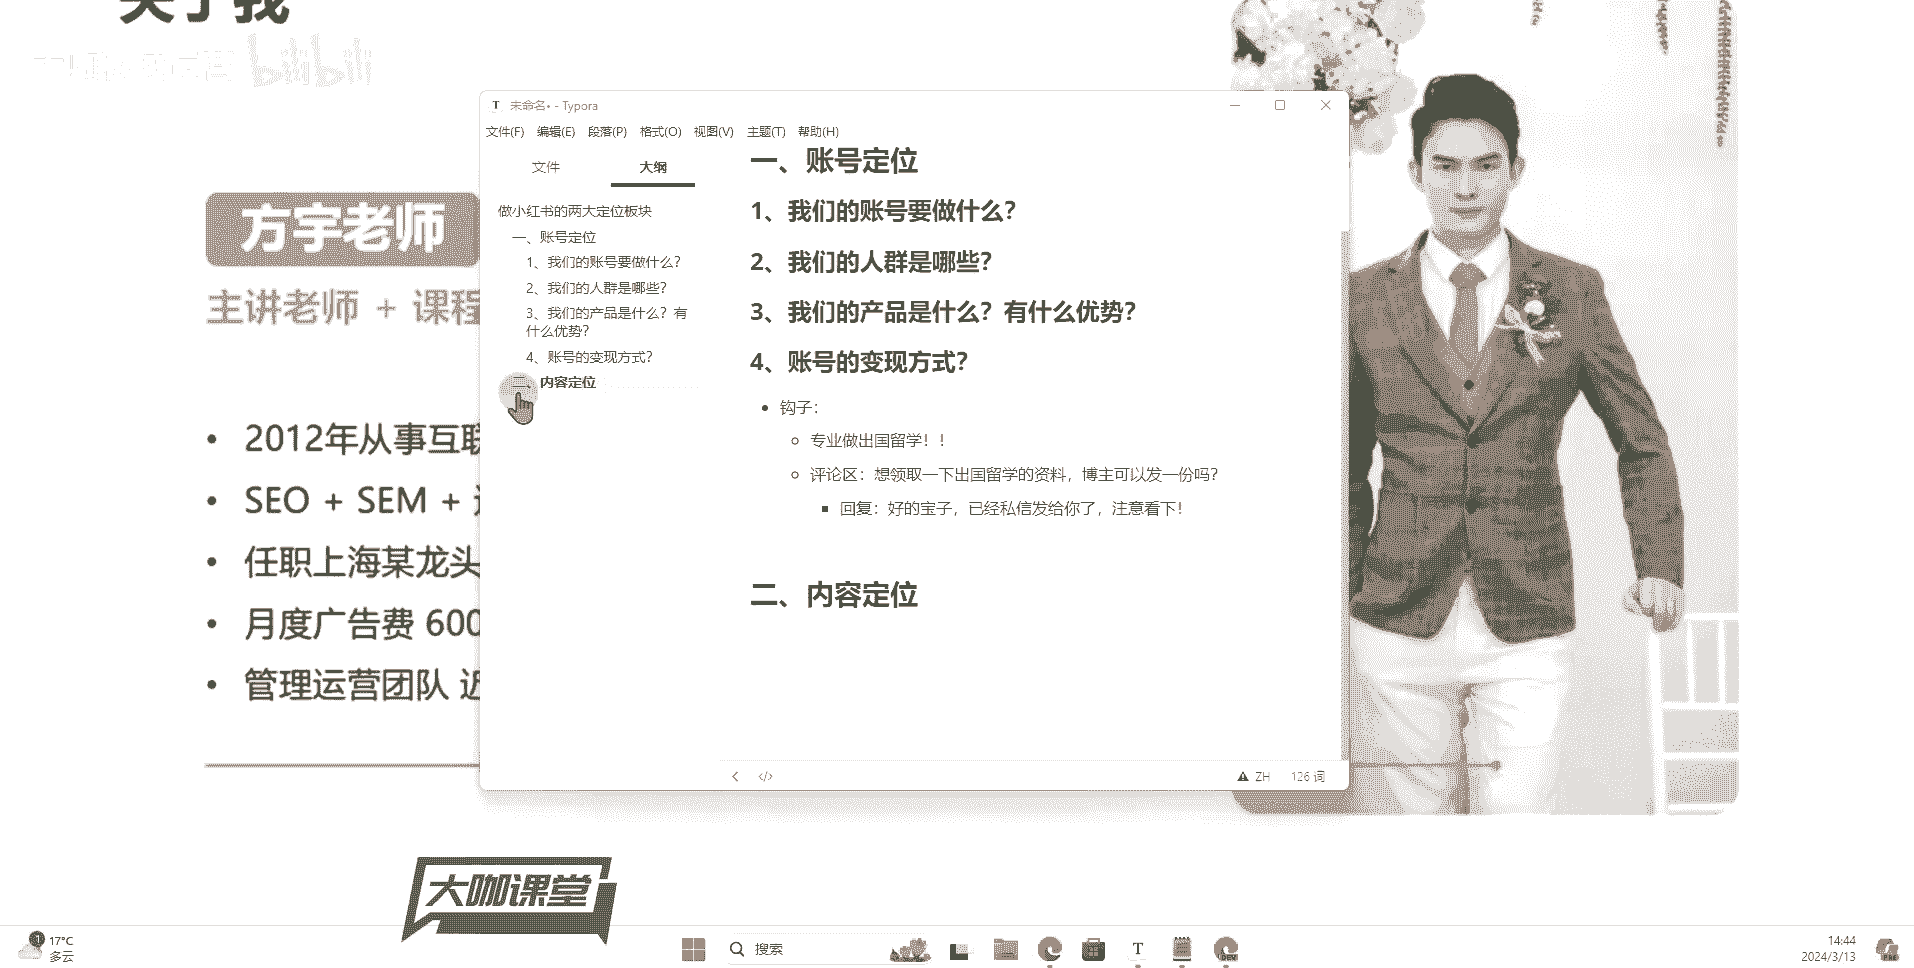 关于我
bilibili
方宇老师
主讲老师 + 课程
• 2012年从事互联
• SEO + SEM +
• 任职上海某龙头
• 月度广告费 600
• 管理运营团队 近
未命名• - Typora
文件(F) 编辑(E) 段落(P) 格式(O) 视图(V) 主题(T) 帮助(H)
文件 大纲
做小红书的两大定位板块
一、账号定位
1、我们的账号要做什么？
2、我们的人群是哪些？
3、我们的产品是什么？有
什么优势？
4、账号的变现方式？
二、内容定位
一、账号定位
1、我们的账号要做什么？
2、我们的人群是哪些？
3、我们的产品是什么？有什么优势？
4、账号的变现方式？
• 钩子：
专业做出国留学！！
评论区：想领取一下出国留学的资料，博主可以发一份吗？
回复：好的宝子，已经私信发给你了，注意看下！
二、内容定位
</> ZH 126 词
大咖课堂
1
17°C
多云
搜索
T
DEV
14:44
2024/3/13
PRE